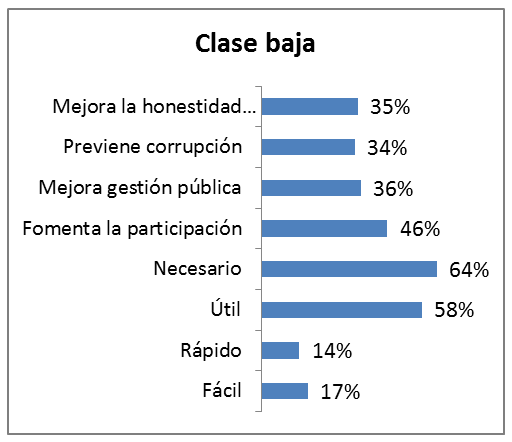 Clase baja
Mejora la honestidad... 35%
Previene corrupción 34%
Mejora gestión pública 36%
Fomenta la participación 46%
Necesario 64%
Útil 58%
Rápido 14%
Fácil 17%